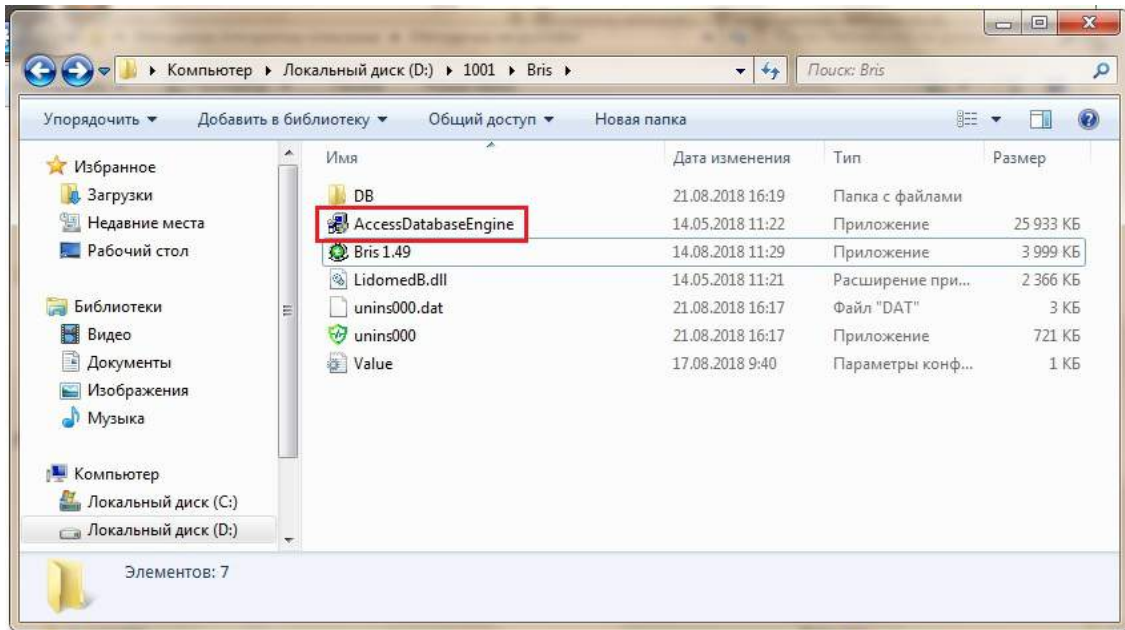 Компьютер ▸ Локальный диск (D:) ▸ 1001 ▸ Bris ▸
Поиск: Bris
Упорядочить Добавить в библиотеку Общий доступ Новая папка
Избранное
Загрузки
Недавние места
Рабочий стол
Библиотеки
Видео
Документы
Изображения
Музыка
Компьютер
Локальный диск (C:)
Локальный диск (D:)
Имя Дата изменения Тип Размер
DB 21.08.2018 16:19 Папка с файлами
AccessDatabaseEngine 14.05.2018 11:22 Приложение 25 933 КБ
Bris 1.49 14.08.2018 11:29 Приложение 3 999 КБ
LidomedB.dll 14.05.2018 11:21 Расширение при... 2 366 КБ
unins000.dat 21.08.2018 16:17 Файл "DAT" 3 КБ
unins000 21.08.2018 16:17 Приложение 721 КБ
Value 17.08.2018 9:40 Параметры конф... 1 КБ
Элементов: 7